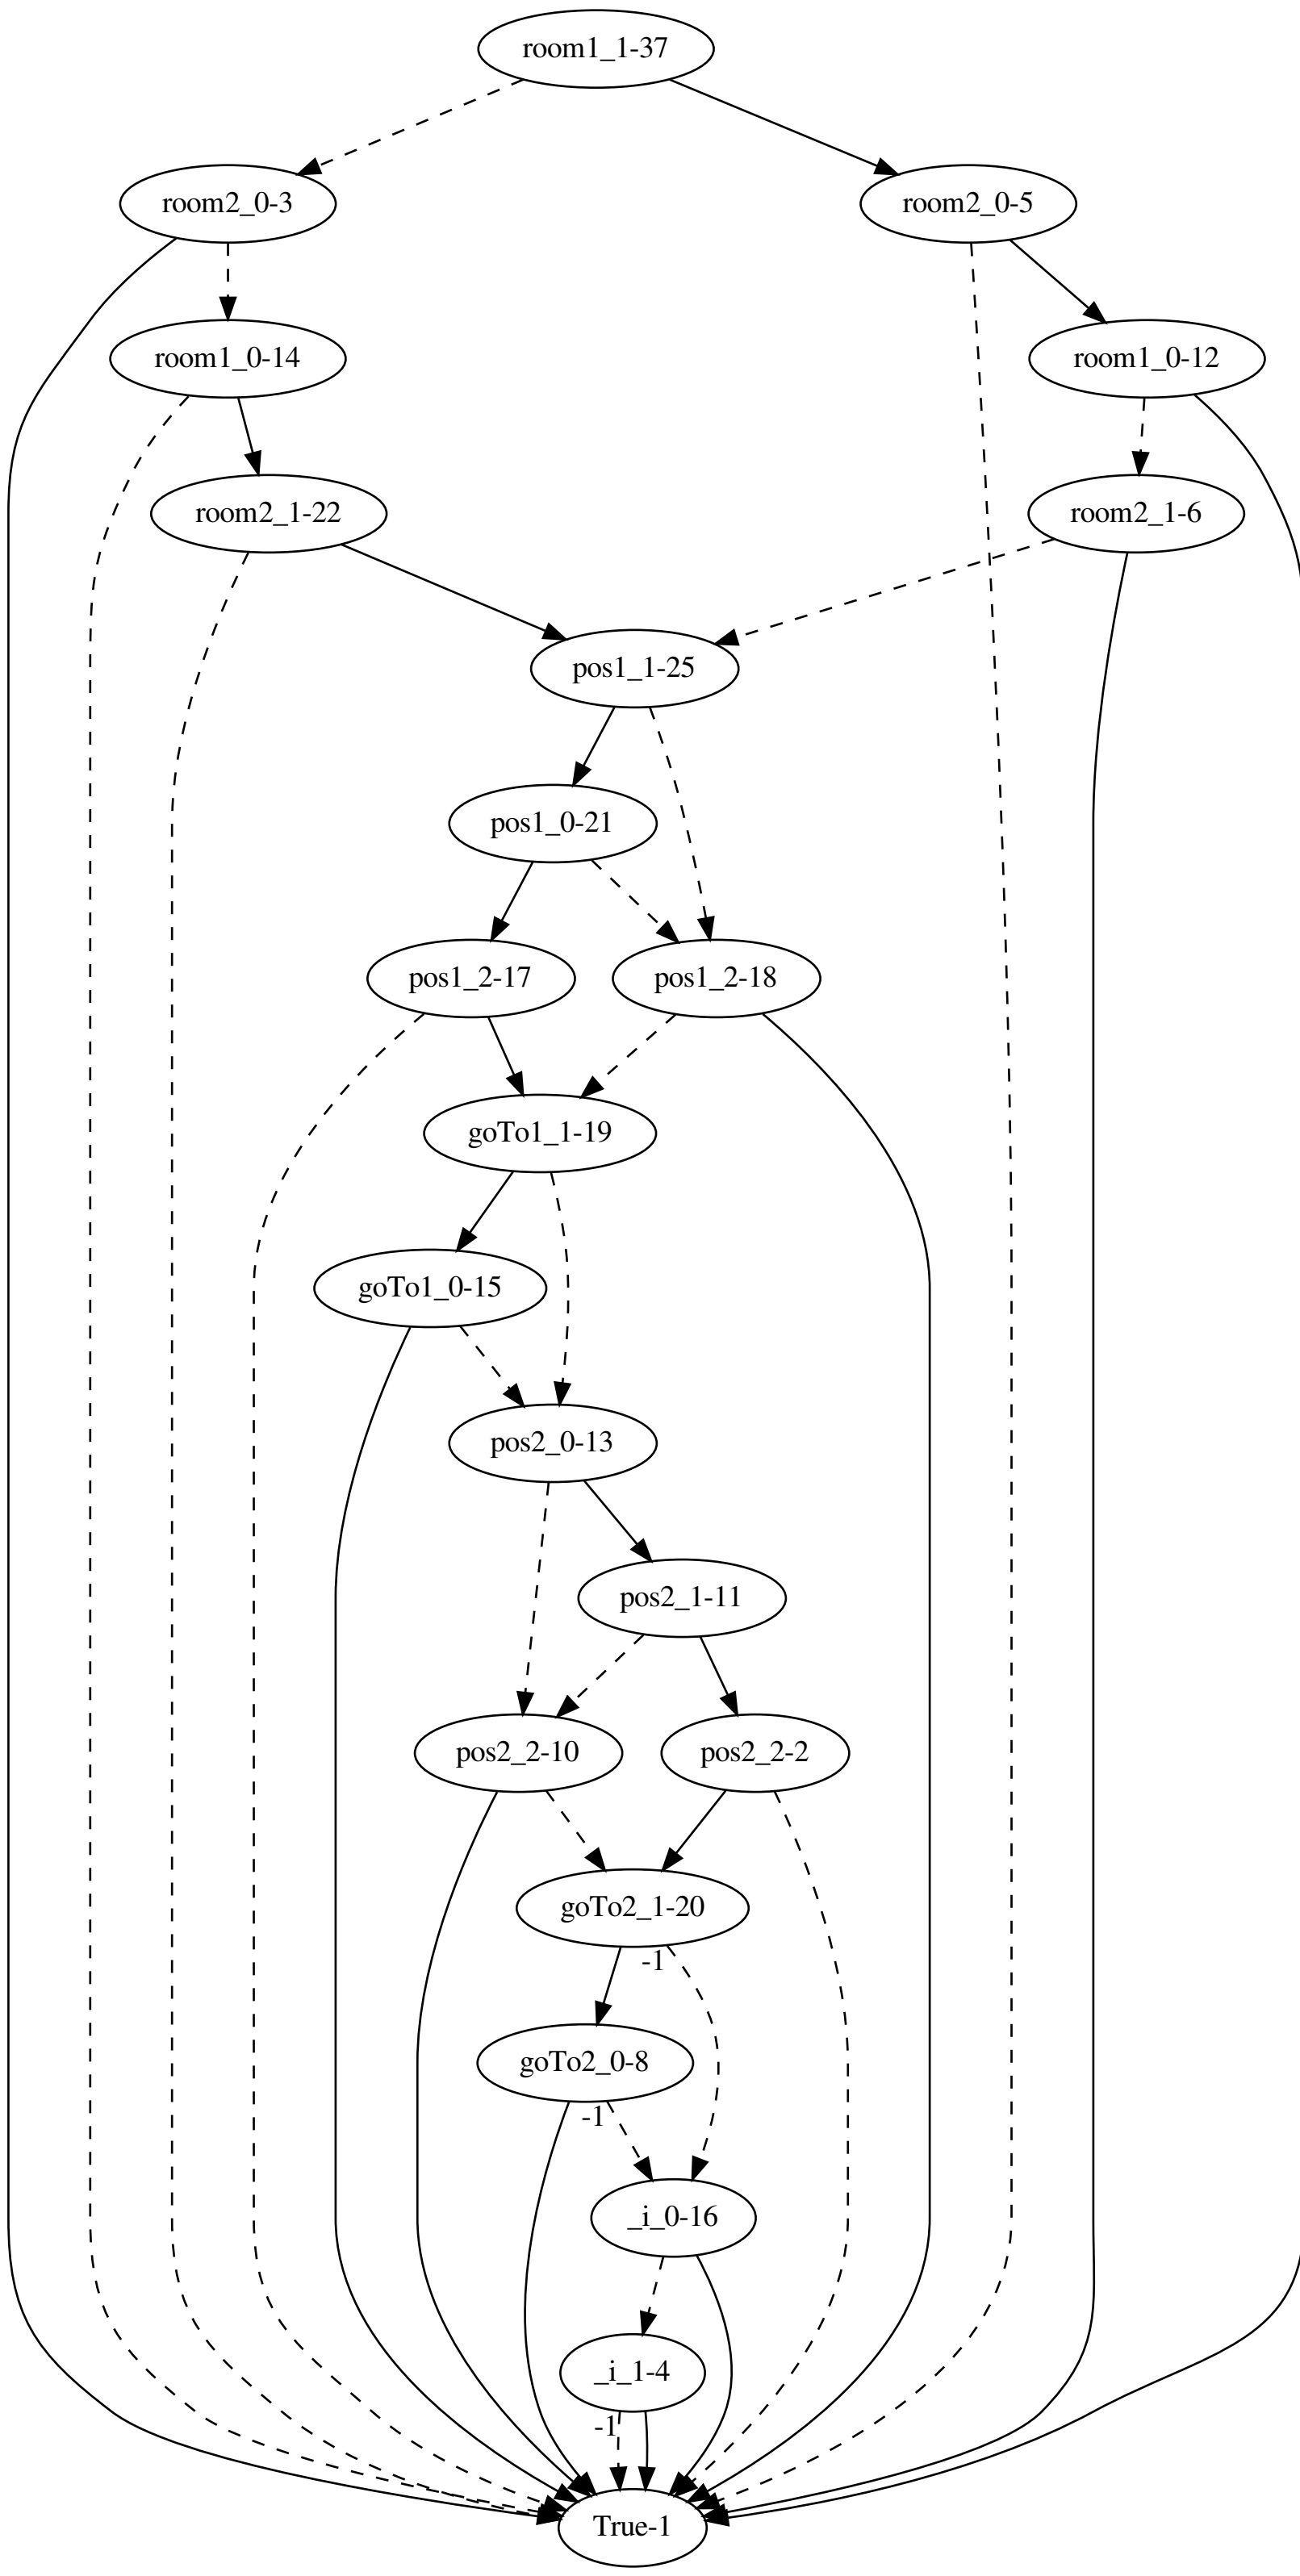 room1_1-37
room2_0-3
room2_0-5
room1_0-14
room1_0-12
room2_1-22
room2_1-6
pos1_1-25
pos1_0-21
pos1_2-17
pos1_2-18
goTo1_1-19
goTo1_0-15
pos2_0-13
pos2_1-11
pos2_2-10
pos2_2-2
goTo2_1-20
-1
goTo2_0-8
-1
_i_0-16
_i_1-4
-1
True-1